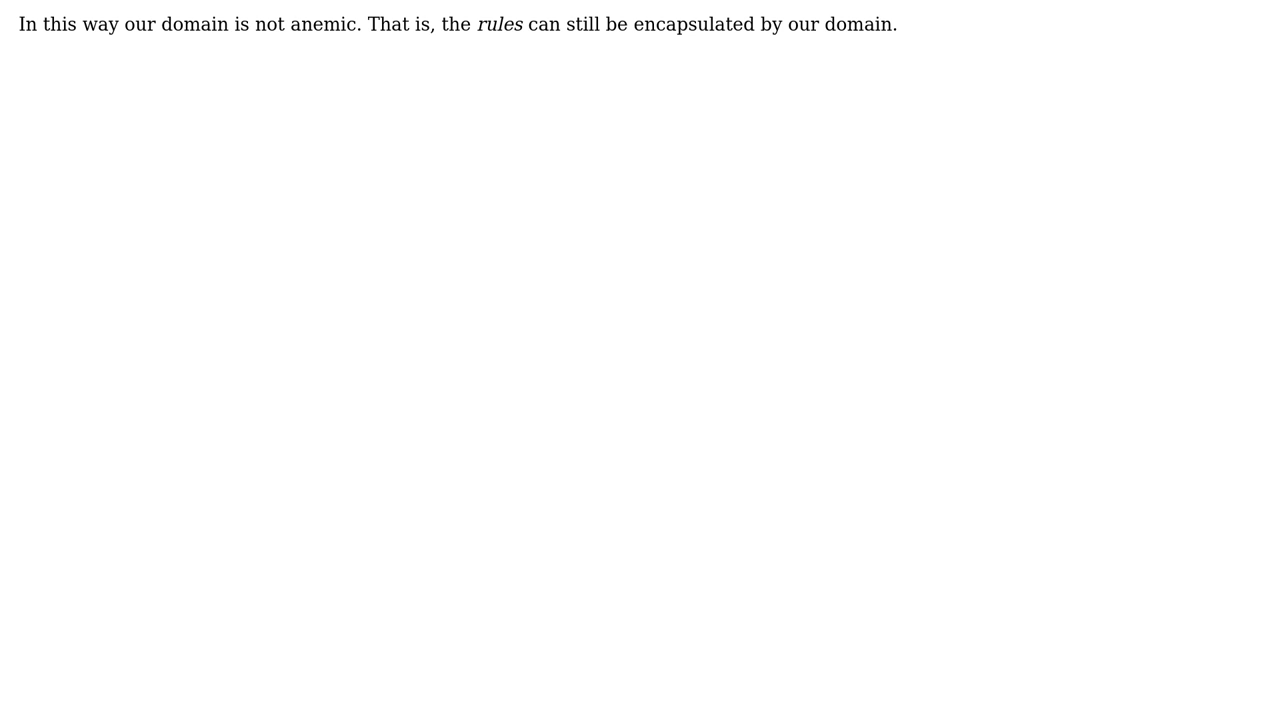 In this way our domain is not anemic. That is, the rules can still be encapsulated by our domain.